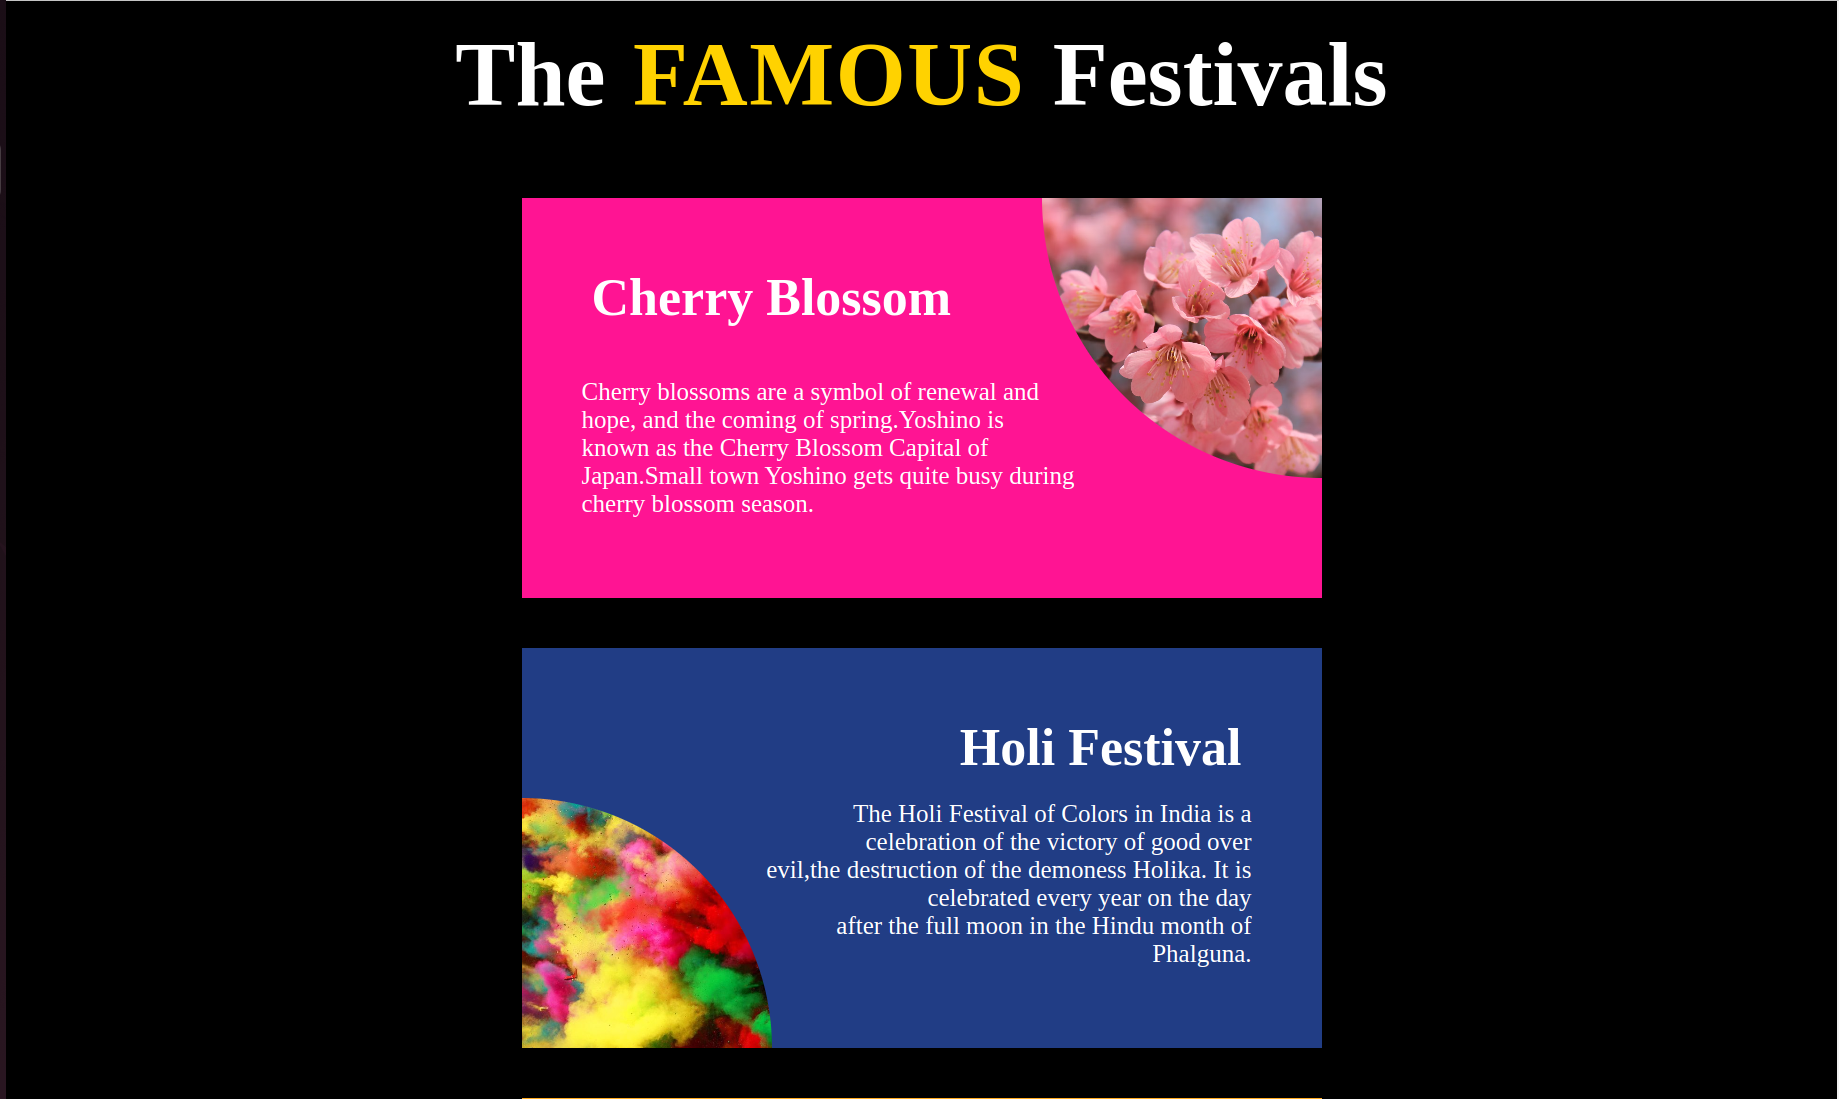 The FAMOUS Festivals
Cherry Blossom
Cherry blossoms are a symbol of renewal and
hope, and the coming of spring.Yoshino is
known as the Cherry Blossom Capital of
Japan.Small town Yoshino gets quite busy during
cherry blossom season.
Holi Festival
The Holi Festival of Colors in India is a
celebration of the victory of good over
evil,the destruction of the demoness Holika. It is
celebrated every year on the day
after the full moon in the Hindu month of
Phalguna.